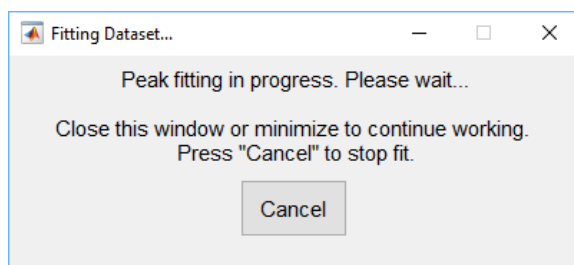 Fitting Dataset...
Peak fitting in progress. Please wait...
Close this window or minimize to continue working.
Press "Cancel" to stop fit.
Cancel